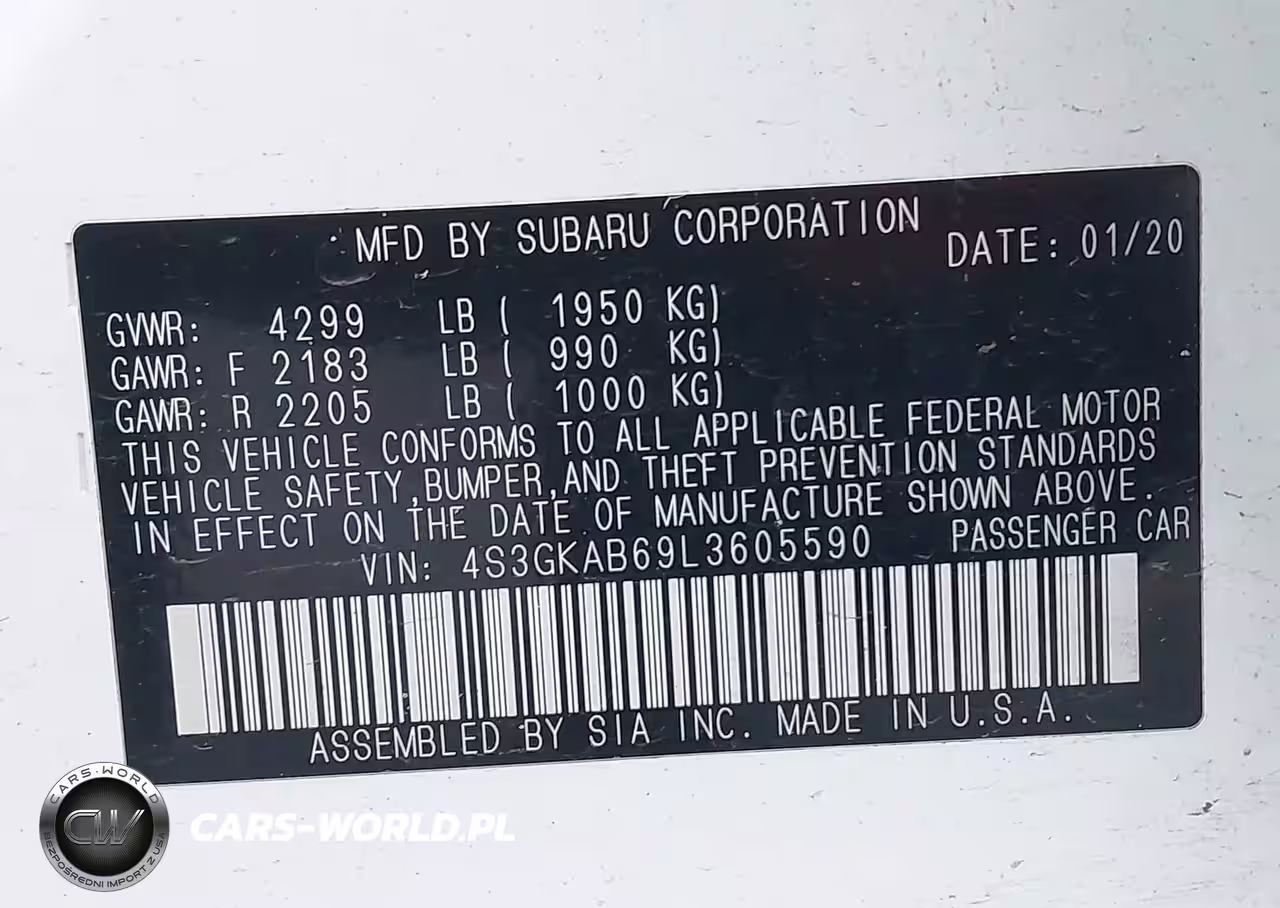 MFD BY SUBARU CORPORATION
DATE: 01/20
GVWR: 4299 LB ( 1950 KG)
GAWR: F 2183 LB ( 990 KG)
GAWR: R 2205 LB ( 1000 KG)
THIS VEHICLE CONFORMS TO ALL APPLICABLE FEDERAL MOTOR
VEHICLE SAFETY,BUMPER,AND THEFT PREVENTION STANDARDS
IN EFFECT ON THE DATE OF MANUFACTURE SHOWN ABOVE.
VIN: 4S3GKAB69L3605590 PASSENGER CAR
ASSEMBLED BY SIA INC. MADE IN U.S.A.
CARS-WORLD
CW
BEZPOŚREDNI IMPORT Z USA
CARS-WORLD.PL